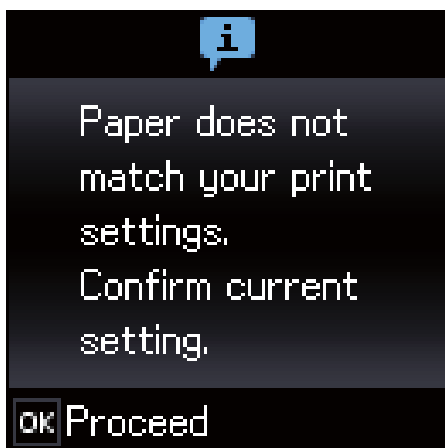 i
Paper does not
match your print
settings.
Confirm current
setting.
OK Proceed